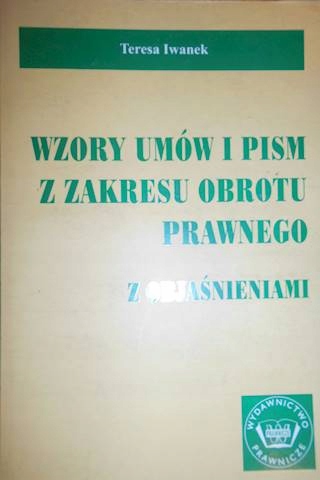 Teresa Iwanek
WZORY UMÓW I PISM
Z ZAKRESU OBROTU
PRAWNEGO
Z OBJAŚNIENIAMI
WYDAWNICTWO
PRAWNICZE